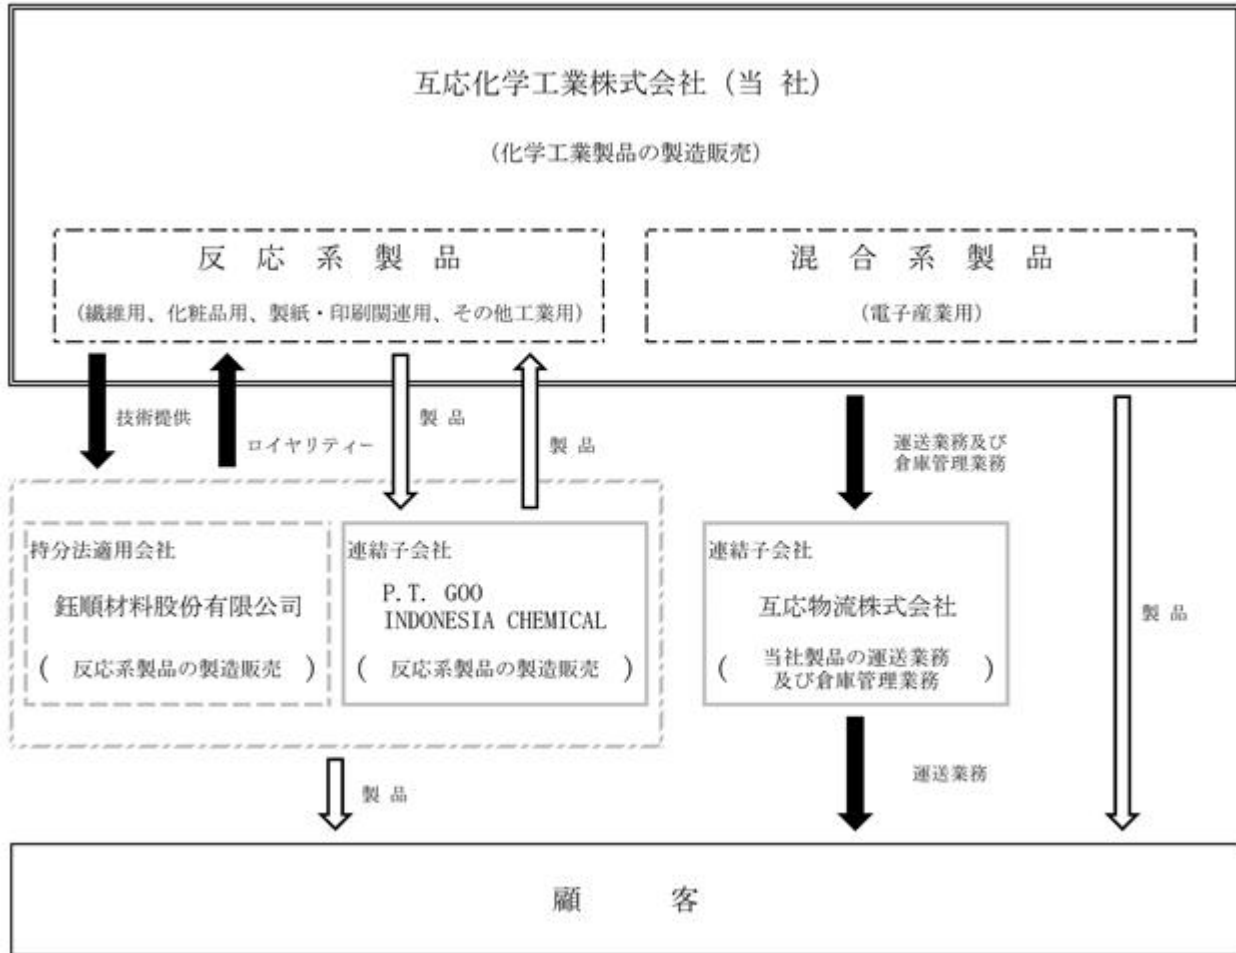 互応化学工業株式会社（当 社）
（化学工業製品の製造販売）
反 応 系 製 品
（繊維用、化粧品用、製紙・印刷関連用、その他工業用）
混 合 系 製 品
（電子産業用）
技術提供
ロイヤリティー
製 品
製 品
運送業務及び
倉庫管理業務
製 品
持分法適用会社
鈺順材料股份有限公司
（ 反応系製品の製造販売 ）
連結子会社
P.T. GOO
INDONESIA CHEMICAL
（ 反応系製品の製造販売 ）
連結子会社
互応物流株式会社
（ 当社製品の運送業務
及び倉庫管理業務 ）
製 品
運送業務
顧 客